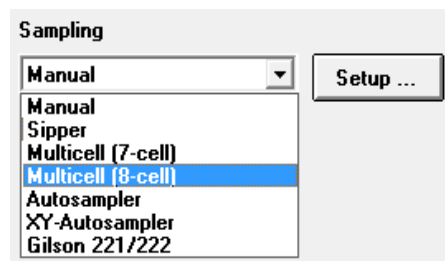 Sampling
Manual
Setup ...
Manual
Sipper
Multicell (7-cell)
Multicell (8-cell)
Autosampler
XY-Autosampler
Gilson 221/222